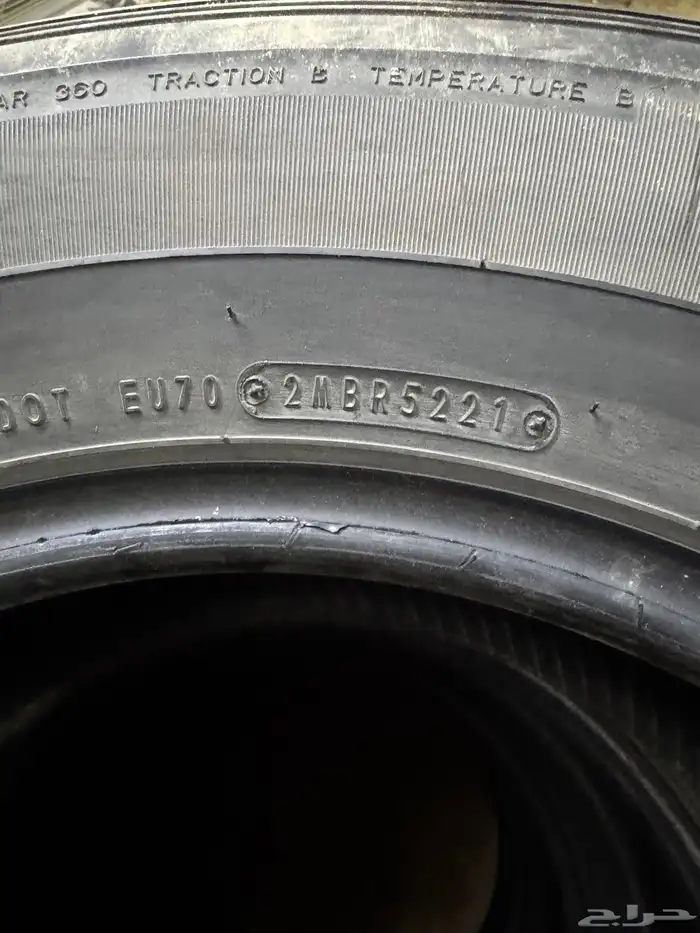 AR 360 TRACTION B TEMPERATURE B
DOT EU70 2MBR5221
حراج